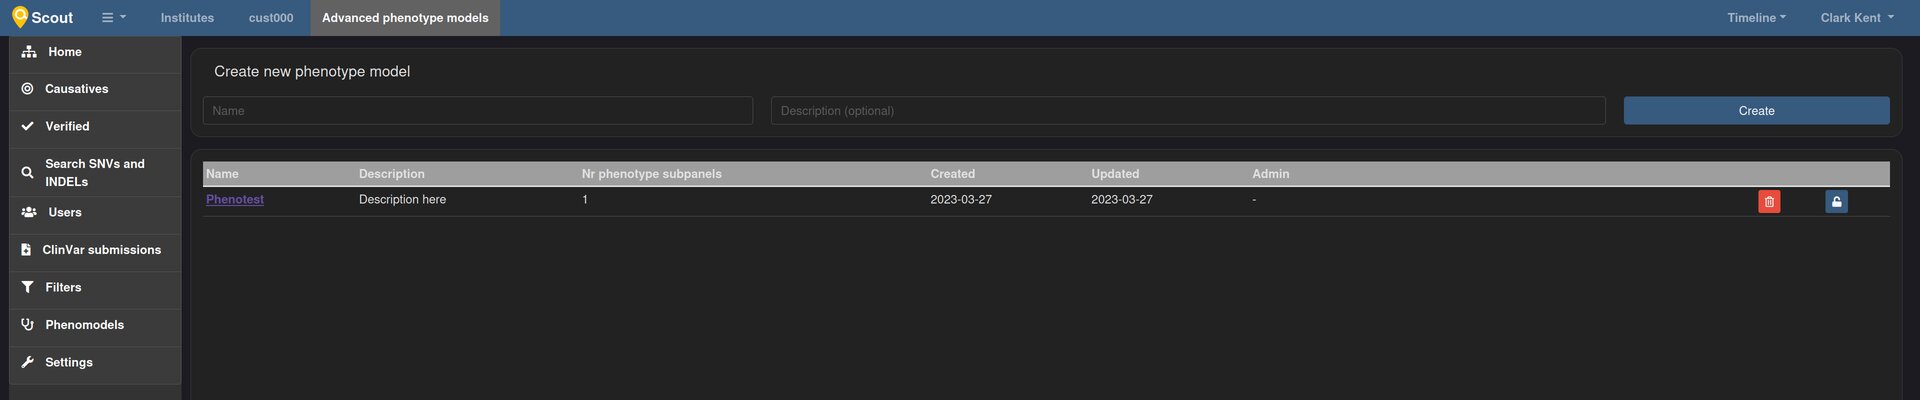 Scout Institutes cust000 Advanced phenotype models Timeline Clark Kent
Home
Causatives
Verified
Search SNVs and
INDELs
Users
ClinVar submissions
Filters
Phenomodels
Settings
Create new phenotype model
Name Description (optional) Create
Name Description Nr phenotype subpanels Created Updated Admin
Phenotest Description here 1 2023-03-27 2023-03-27 -